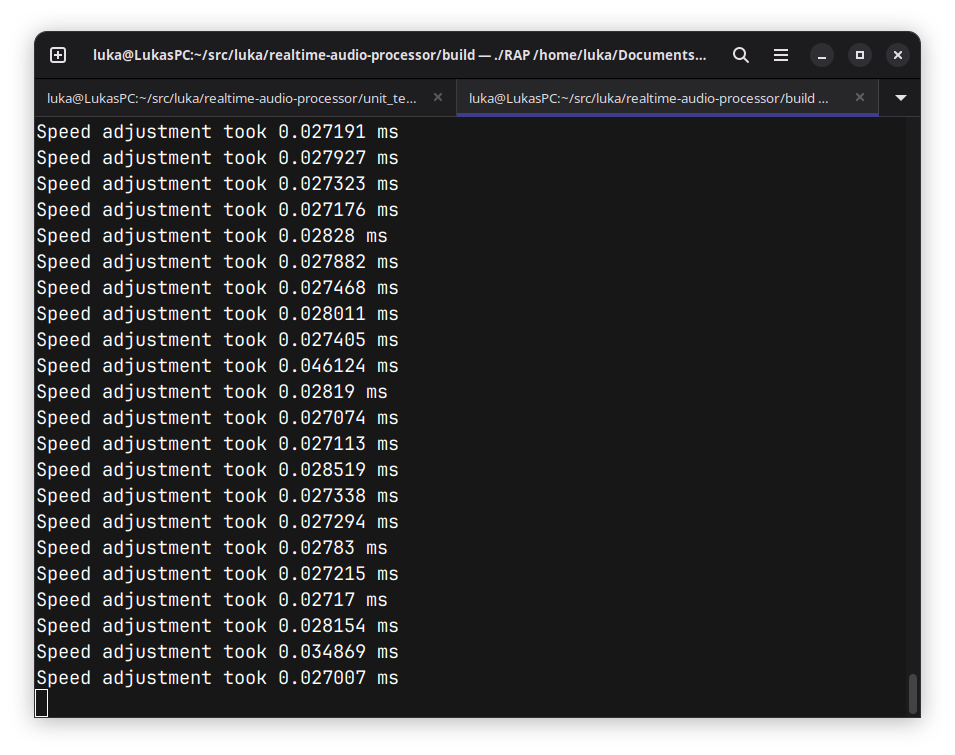 luka@LukasPC:~/src/luka/realtime-audio-processor/build — ./RAP /home/luka/Documents...
luka@LukasPC:~/src/luka/realtime-audio-processor/unit_te... luka@LukasPC:~/src/luka/realtime-audio-processor/build ...
Speed adjustment took 0.027191 ms
Speed adjustment took 0.027927 ms
Speed adjustment took 0.027323 ms
Speed adjustment took 0.027176 ms
Speed adjustment took 0.02828 ms
Speed adjustment took 0.027882 ms
Speed adjustment took 0.027468 ms
Speed adjustment took 0.028011 ms
Speed adjustment took 0.027405 ms
Speed adjustment took 0.046124 ms
Speed adjustment took 0.02819 ms
Speed adjustment took 0.027074 ms
Speed adjustment took 0.027113 ms
Speed adjustment took 0.028519 ms
Speed adjustment took 0.027338 ms
Speed adjustment took 0.027294 ms
Speed adjustment took 0.02783 ms
Speed adjustment took 0.027215 ms
Speed adjustment took 0.02717 ms
Speed adjustment took 0.028154 ms
Speed adjustment took 0.034869 ms
Speed adjustment took 0.027007 ms